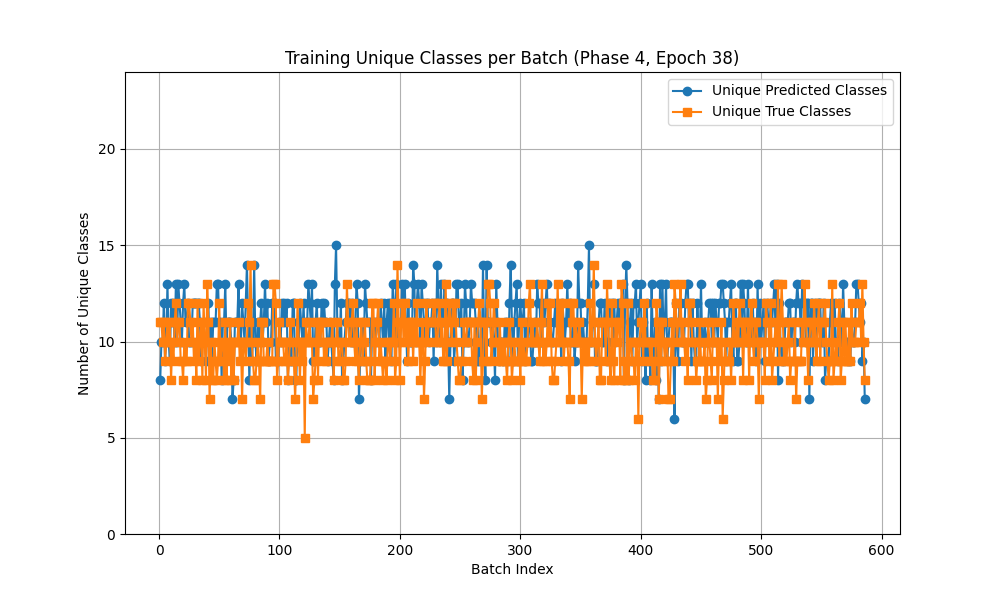 Training Unique Classes per Batch (Phase 4, Epoch 38)
Unique Predicted Classes
Unique True Classes
Number of Unique Classes
20
15
10
5
0
0 100 200 300 400 500 600
Batch Index